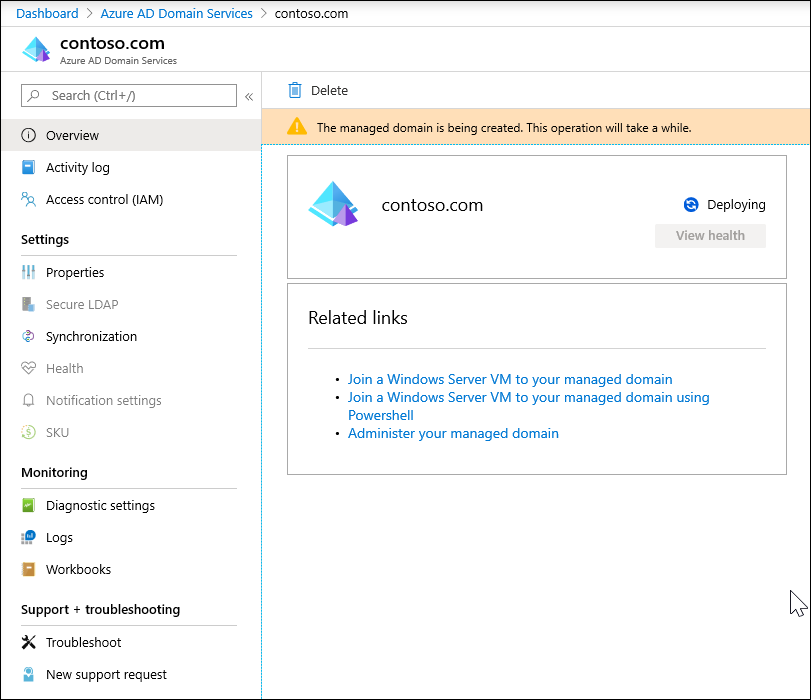 Dashboard > Azure AD Domain Services > contoso.com
contoso.com
Azure AD Domain Services
Search (Ctrl+/)
«
Overview
Activity log
Access control (IAM)
Settings
Properties
Secure LDAP
Synchronization
Health
Notification settings
SKU
Monitoring
Diagnostic settings
Logs
Workbooks
Support + troubleshooting
Troubleshoot
New support request
Delete
The managed domain is being created. This operation will take a while.
contoso.com
Deploying
View health
Related links
• Join a Windows Server VM to your managed domain
• Join a Windows Server VM to your managed domain using
Powershell
• Administer your managed domain